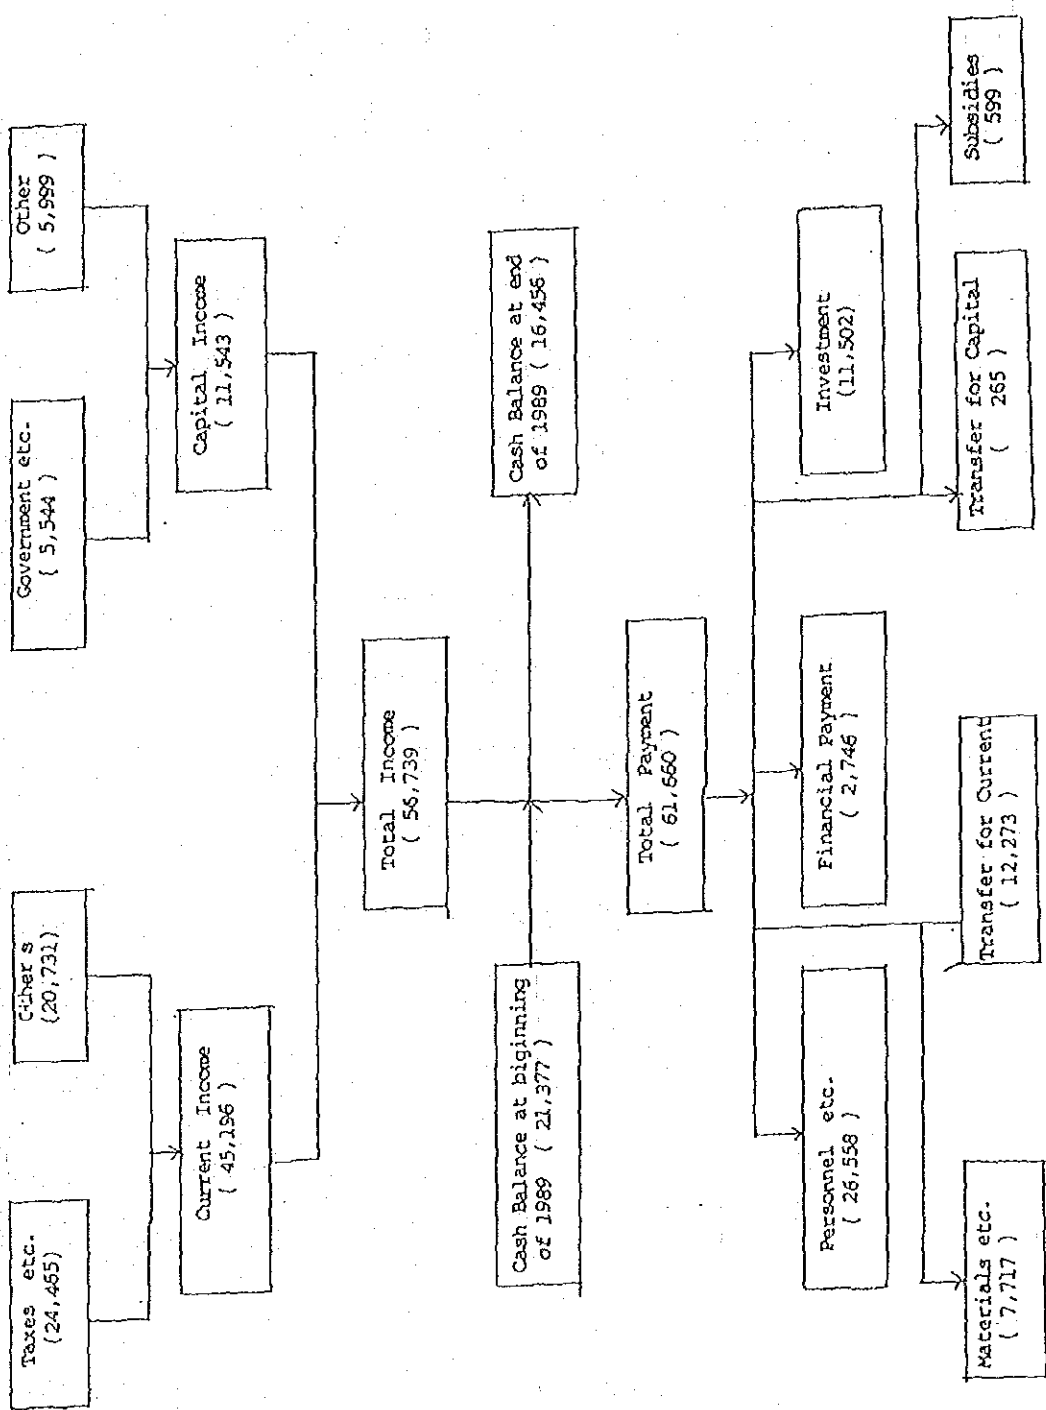 Taxes etc.
(24,465)
Others
(20,731)
Government etc.
( 5,544 )
Other
( 5,999 )
Current Income
( 45,196 )
Capital Income
( 11,543 )
Total Income
( 56,739 )
Cash Balance at biginning
of 1989 ( 21,377 )
Cash Balance at end
of 1989 ( 16,456 )
Total Payment
( 61,660 )
Personnel etc.
( 26,558 )
Financial Payment
( 2,746 )
Investment
(11,502)
Materials etc.
( 7,717 )
Transfer for Current
( 12,273 )
Transfer for Capital
( 265 )
Subsidies
( 599 )